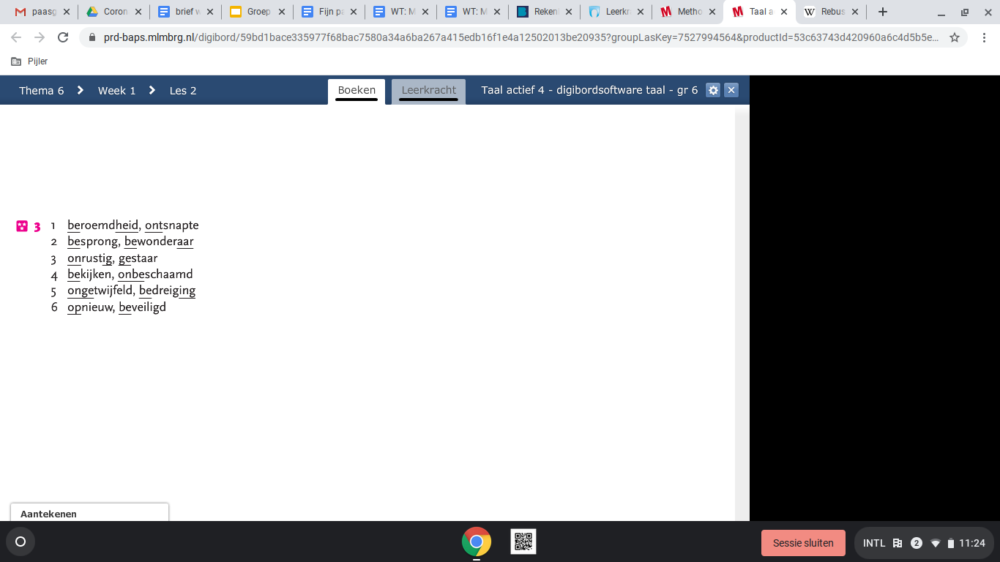 paasg
Coron
brief w
Groep
Fijn pa
WT: M
WT: M
Reken
Leerkr
Metho
Taal a
W Rebus
prd-baps.mlmbrg.nl/digibord/59bd1bace335977f68bac7580a34a6ba267a415edb16f1e4a12502013be20935?groupLasKey=7527994564&productId=53c63743d420960a6c4d5b5e...
Pijler
Thema 6 Week 1 Les 2 Boeken Leerkracht Taal actief 4 - digibordsoftware taal - gr 6
3 1 beroemdheid, ontsnapte
2 besprong, bewonderaar
3 onrustig, gestaar
4 bekijken, onbeschaamd
5 ongetwijfeld, bedreiging
6 opnieuw, beveiligd
Aantekenen
Sessie sluiten INTL 2 11:24